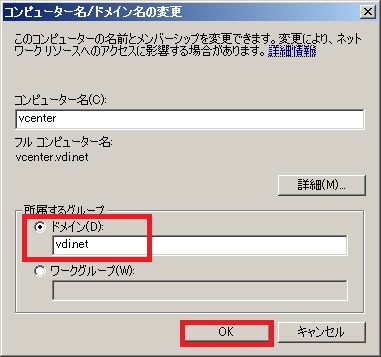 コンピューター名/ドメイン名の変更
このコンピューターの名前とメンバーシップを変更できます。変更により、ネット
ワーク リソースへのアクセスに影響する場合があります。詳細情報
コンピューター名(C):
vcenter
フル コンピューター名:
vcenter.vdi.net
詳細(M)...
所属するグループ
ドメイン(D):
vdi.net
ワークグループ(W):
OK
キャンセル